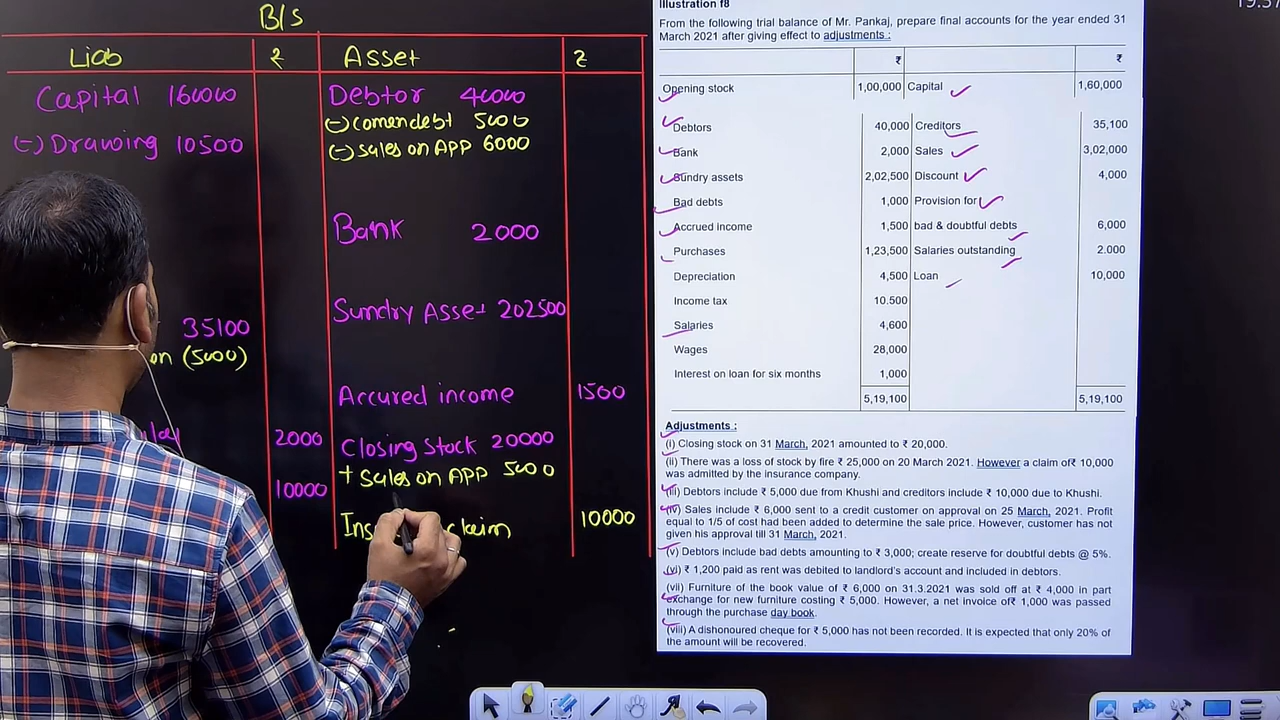 B/S
Liab ₹ Asset ₹
Capital 160000
(-) Drawing 10500
35100
on (5000)
2000
10000
Debtor 40000
(-) comen debt 5000
(-) Sales on APP 6000
Bank 2000
Sundry Asset 202500
Accured income 1500
Closing Stock 20000
+ Sales on APP 5000
Ins claim 10000
Illustration f8
From the following trial balance of Mr. Pankaj, prepare final accounts for the year ended 31
March 2021 after giving effect to adjustments :
₹ ₹
Opening stock 1,00,000 Capital 1,60,000
Debtors 40,000 Creditors 35,100
Bank 2,000 Sales 3,02,000
Sundry assets 2,02,500 Discount 4,000
Bad debts 1,000 Provision for
Accrued income 1,500 bad & doubtful debts 6,000
Purchases 1,23,500 Salaries outstanding 2.000
Depreciation 4,500 Loan 10,000
Income tax 10.500
Salaries 4,600
Wages 28,000
Interest on loan for six months 1,000
5,19,100 5,19,100
Adjustments :
(i) Closing stock on 31 March, 2021 amounted to ₹ 20,000.
(ii) There was a loss of stock by fire ₹ 25,000 on 20 March 2021. However a claim of₹ 10,000
was admitted by the insurance company.
(iii) Debtors include ₹ 5,000 due from Khushi and creditors include ₹ 10,000 due to Khushi.
(iv) Sales include ₹ 6,000 sent to a credit customer on approval on 25 March, 2021. Profit
equal to 1/5 of cost had been added to determine the sale price. However, customer has not
given his approval till 31 March, 2021.
(v) Debtors include bad debts amounting to ₹ 3,000; create reserve for doubtful debts @ 5%.
(vi) ₹ 1,200 paid as rent was debited to landlord's account and included in debtors.
(vii) Furniture of the book value of ₹ 6,000 on 31.3.2021 was sold off at ₹ 4,000 in part
exchange for new furniture costing ₹ 5,000. However, a net invoice of₹ 1,000 was passed
through the purchase day book.
(viii) A dishonoured cheque for ₹ 5,000 has not been recorded. It is expected that only 20% of
the amount will be recovered.